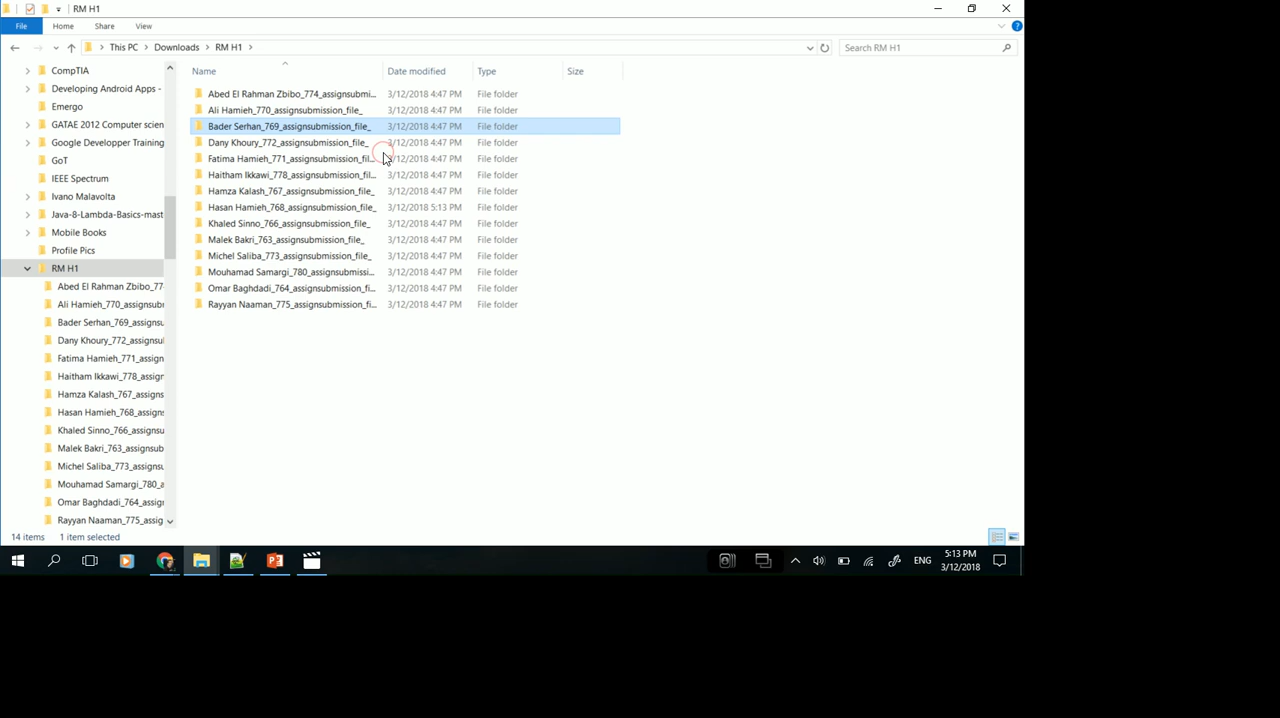 RM H1
File Home Share View
This PC Downloads RM H1
Search RM H1
Name Date modified Type Size
CompTIA
Developing Android Apps -
Emergo
GATAE 2012 Computer scien
Google Developper Training
GoT
IEEE Spectrum
Ivano Malavolta
Java-8-Lambda-Basics-mast
Mobile Books
Profile Pics
RM H1
Abed El Rahman Zbibo_77
Ali Hamieh_770_assignsub
Bader Serhan_769_assigns
Dany Khoury_772_assignsu
Fatima Hamieh_771_assign
Haitham Ikkawi_778_assign
Hamza Kalash_767_assigns
Hasan Hamieh_768_assigns
Khaled Sinno_766_assignsu
Malek Bakri_763_assignsub
Michel Saliba_773_assignsu
Mouhamad Samargi_780_a
Omar Baghdadi_764_assign
Rayyan Naaman_775_assig
Abed El Rahman Zbibo_774_assignsubmi... 3/12/2018 4:47 PM File folder
Ali Hamieh_770_assignsubmission_file_ 3/12/2018 4:47 PM File folder
Bader Serhan_769_assignsubmission_file_ 3/12/2018 4:47 PM File folder
Dany Khoury_772_assignsubmission_file_ 3/12/2018 4:47 PM File folder
Fatima Hamieh_771_assignsubmission_fil... 3/12/2018 4:47 PM File folder
Haitham Ikkawi_778_assignsubmission_fil... 3/12/2018 4:47 PM File folder
Hamza Kalash_767_assignsubmission_file_ 3/12/2018 4:47 PM File folder
Hasan Hamieh_768_assignsubmission_file_ 3/12/2018 5:13 PM File folder
Khaled Sinno_766_assignsubmission_file_ 3/12/2018 4:47 PM File folder
Malek Bakri_763_assignsubmission_file_ 3/12/2018 4:47 PM File folder
Michel Saliba_773_assignsubmission_file_ 3/12/2018 4:47 PM File folder
Mouhamad Samargi_780_assignsubmissi... 3/12/2018 4:47 PM File folder
Omar Baghdadi_764_assignsubmission_fi... 3/12/2018 4:47 PM File folder
Rayyan Naaman_775_assignsubmission_fi... 3/12/2018 4:47 PM File folder
14 items 1 item selected
ENG
5:13 PM
3/12/2018